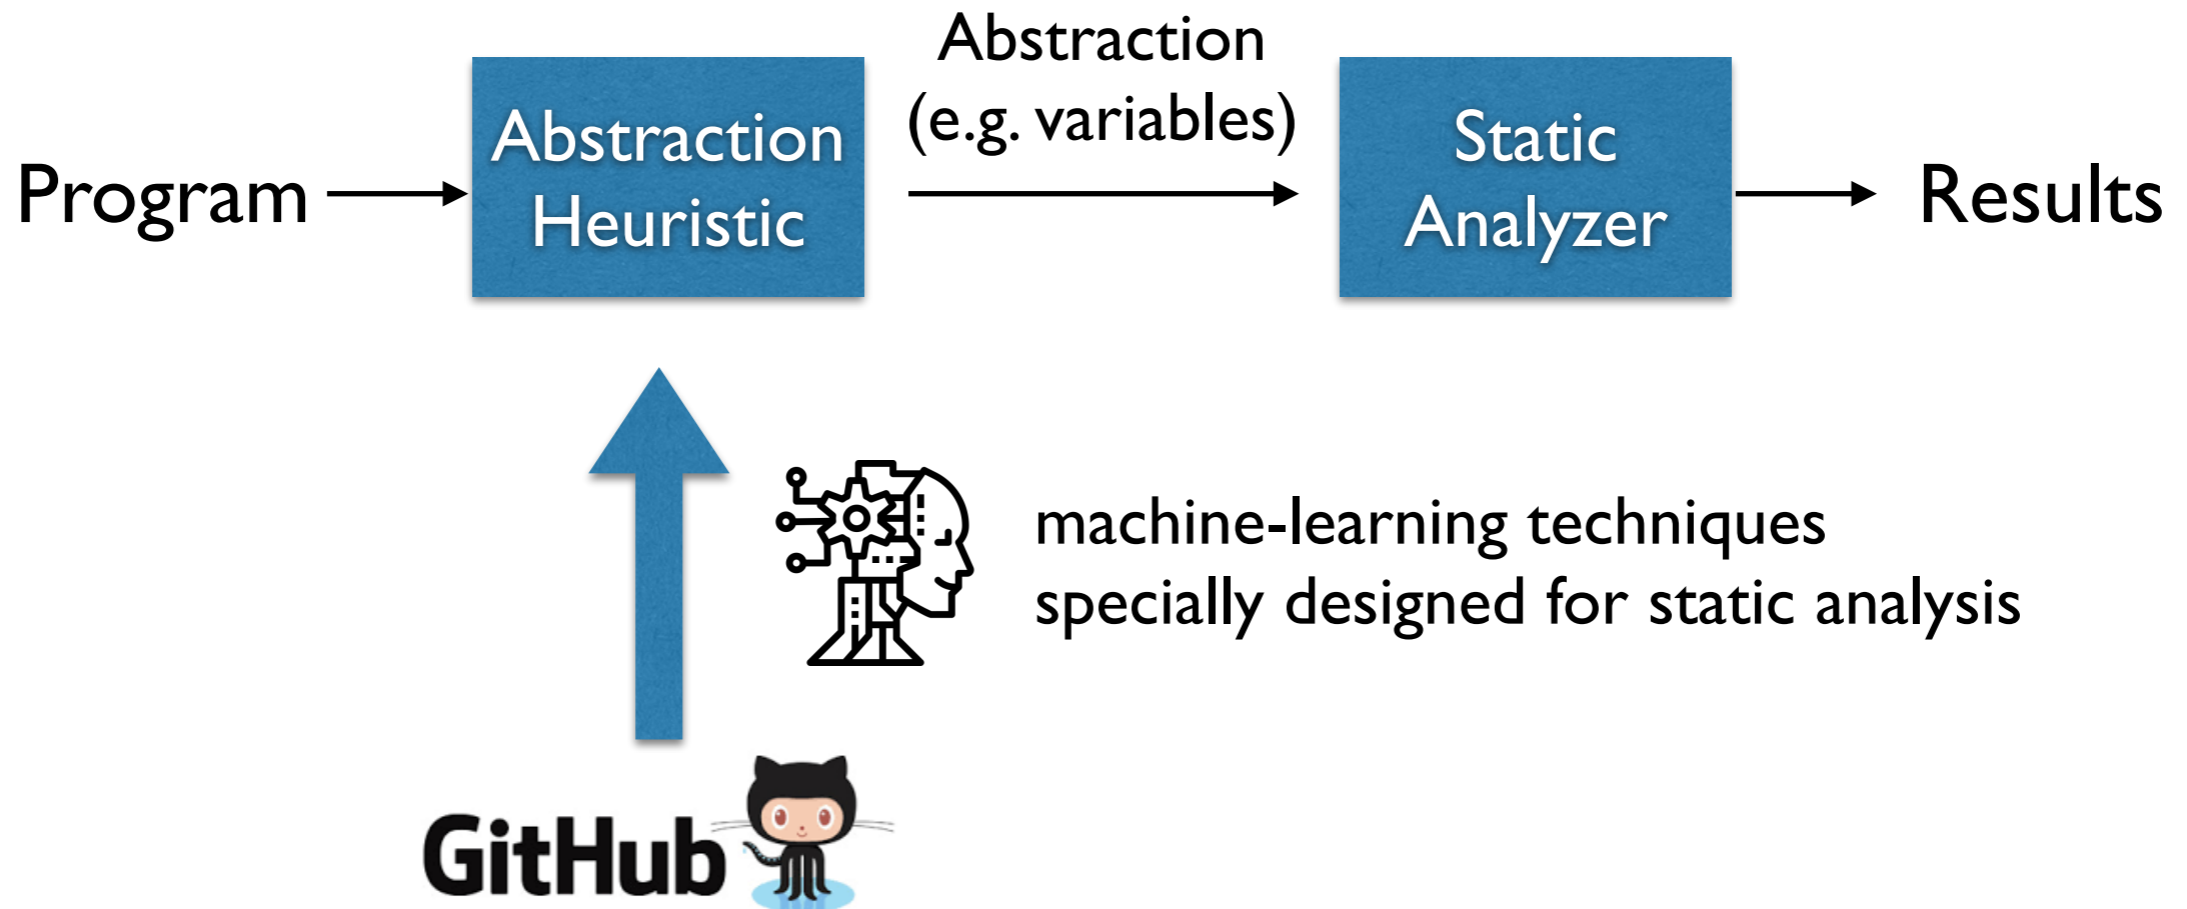 Program
Abstraction
Heuristic
Abstraction
(e.g. variables)
Static
Analyzer
Results
machine-learning techniques
specially designed for static analysis
GitHub